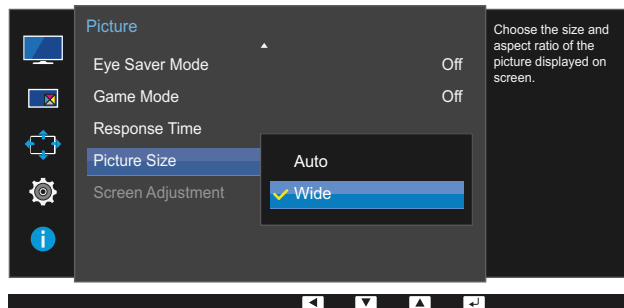 Picture
Eye Saver Mode Off
Game Mode Off
Response Time
Picture Size
Auto
Screen Adjustment
Wide
Choose the size and
aspect ratio of the
picture displayed on
screen.